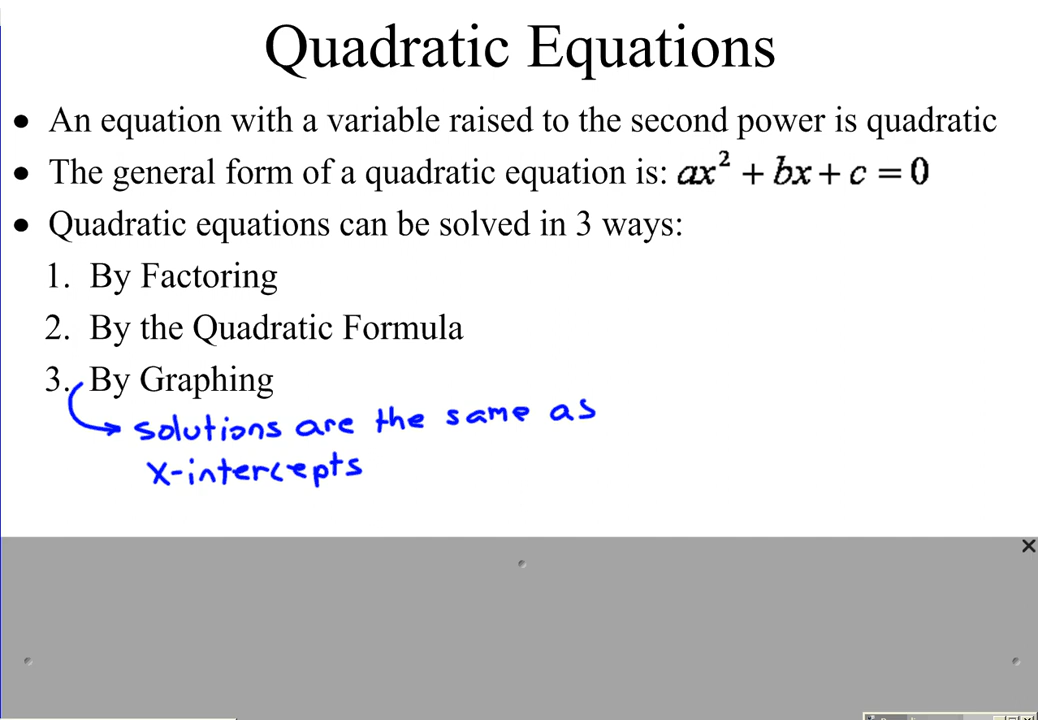 Quadratic Equations
• An equation with a variable raised to the second power is quadratic
• The general form of a quadratic equation is: ax² + bx + c = 0
• Quadratic equations can be solved in 3 ways:
1. By Factoring
2. By the Quadratic Formula
3. By Graphing
solutions are the same as
x-intercepts